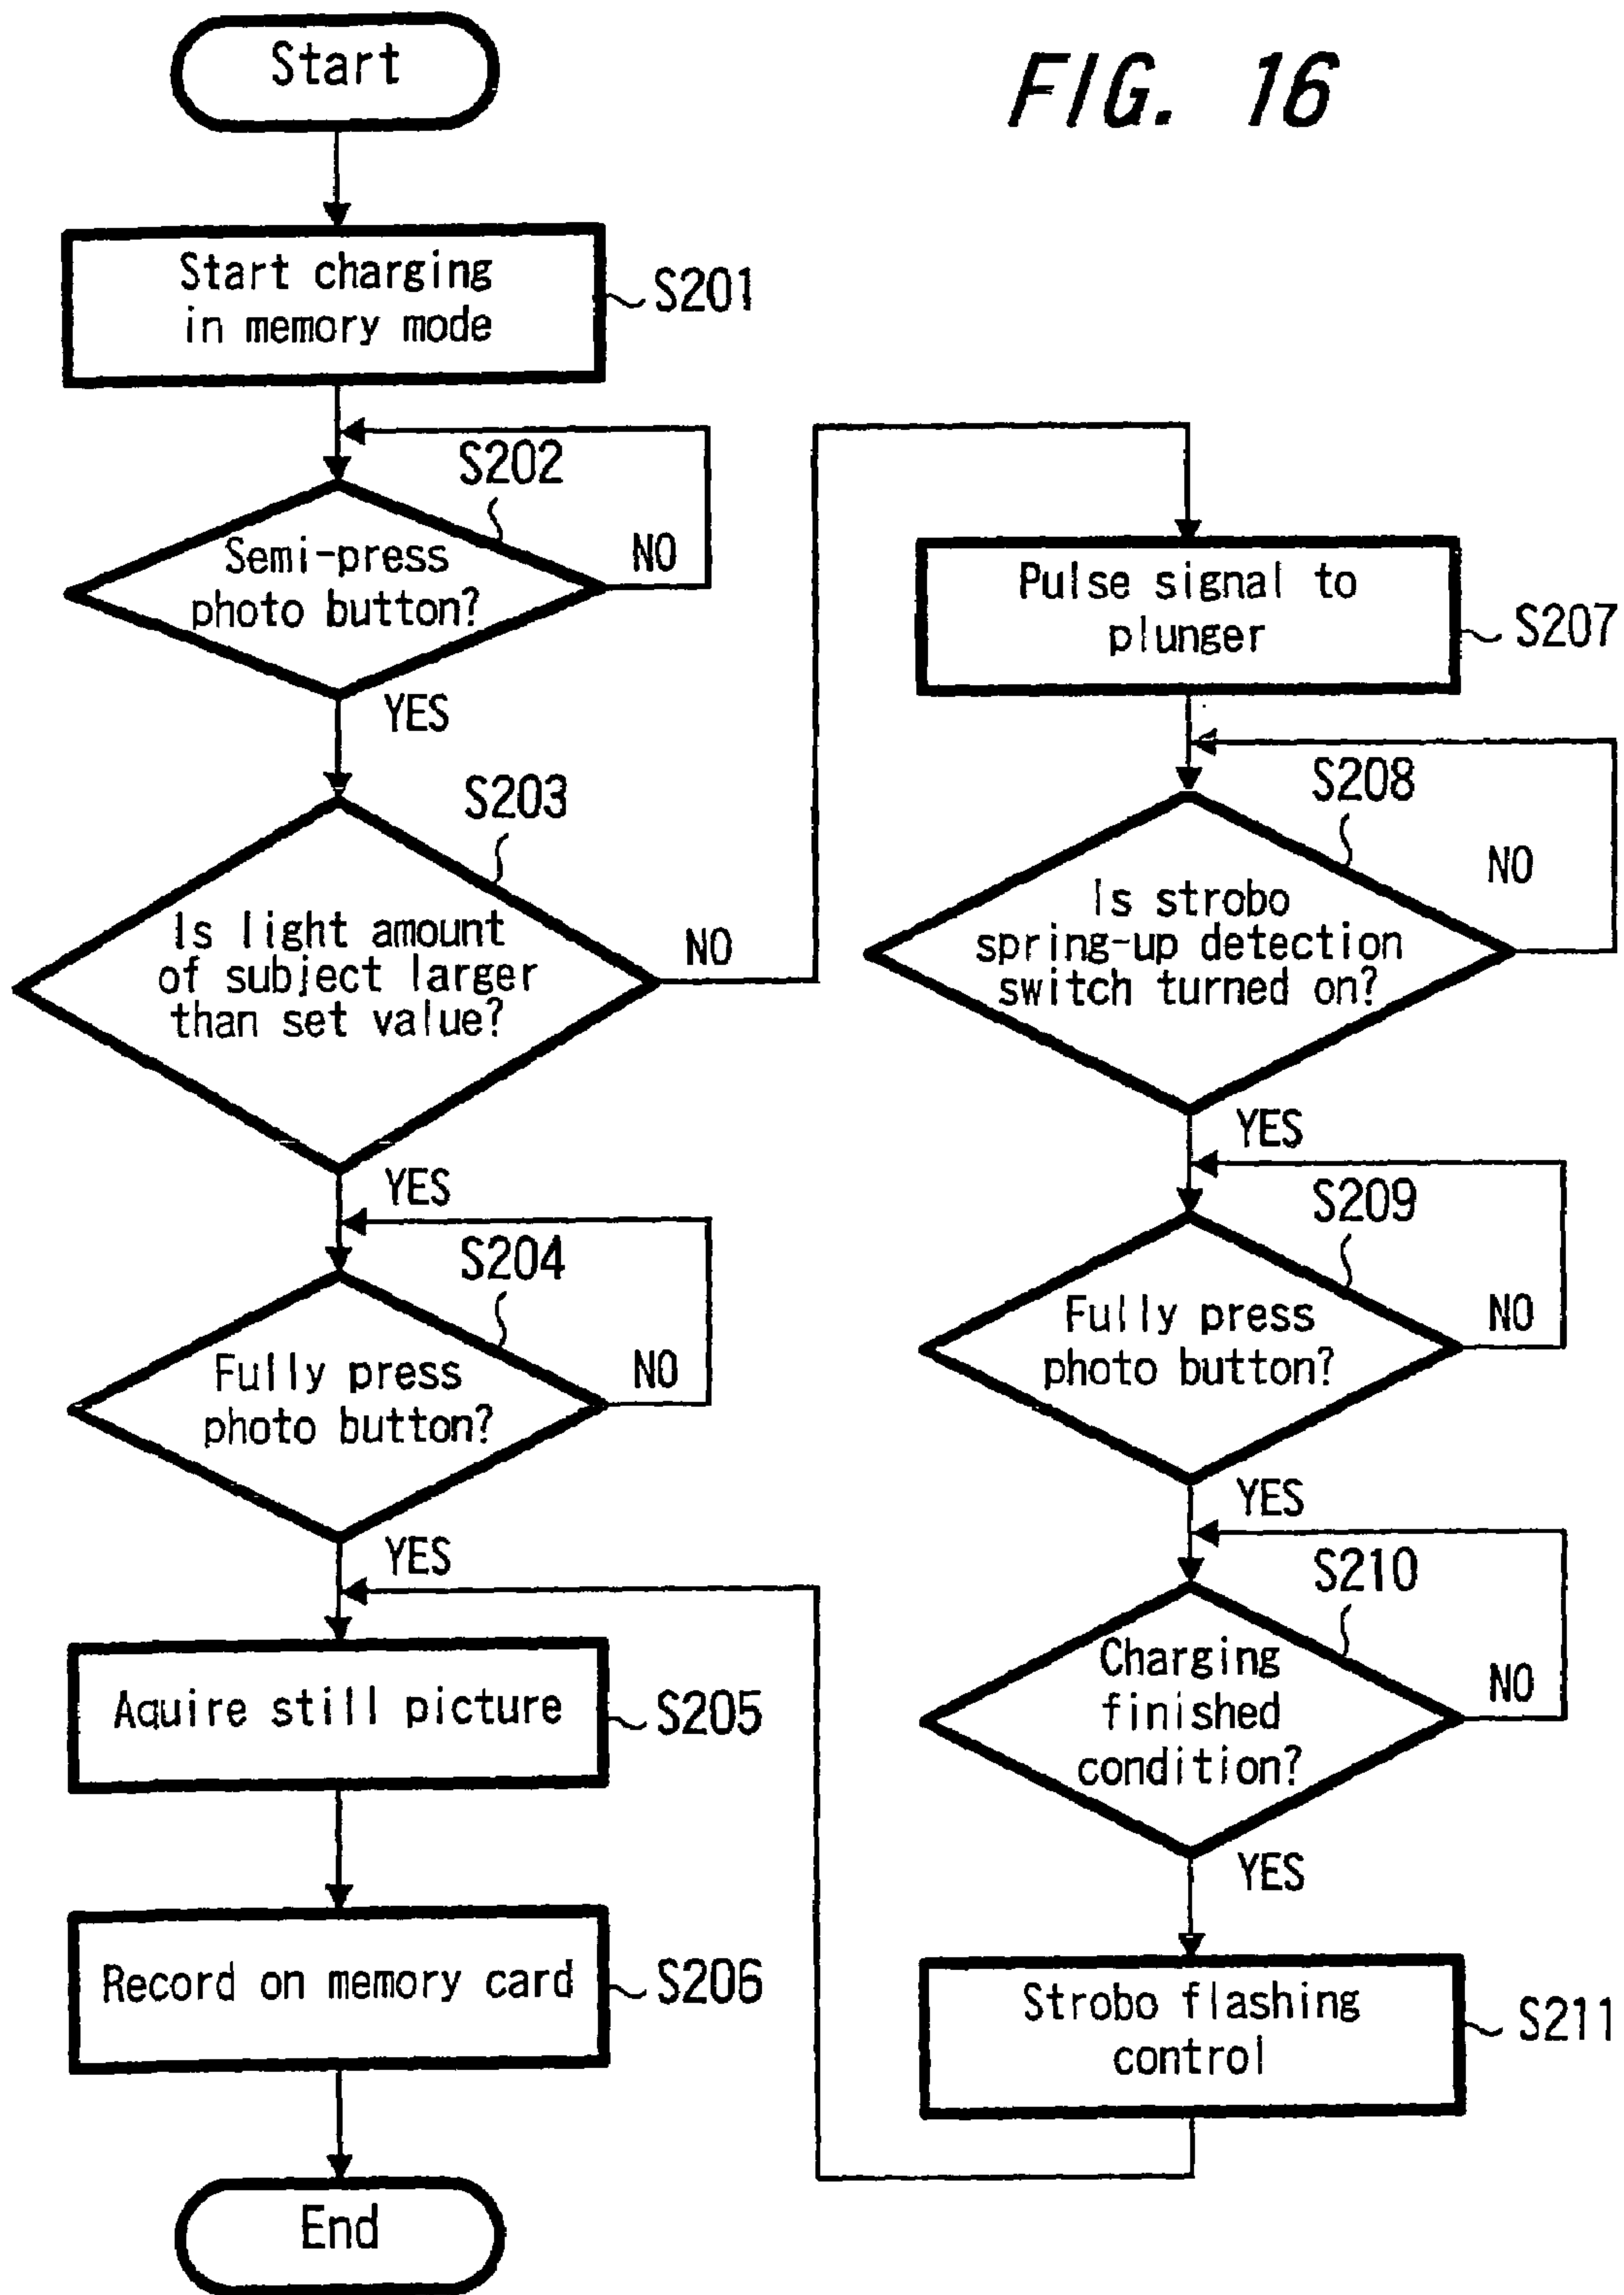 Start
FIG. 16
Start charging
in memory mode
S201
S202
Semi-press
photo button?
NO
YES
S203
Is light amount
of subject larger
than set value?
NO
YES
S204
Fully press
photo button?
NO
YES
Aquire still picture
S205
Record on memory card
S206
End
Pulse signal to
plunger
S207
S208
Is strobo
spring-up detection
switch turned on?
NO
YES
S209
Fully press
photo button?
NO
YES
S210
Charging
finished
condition?
NO
YES
Strobo flashing
control
S211